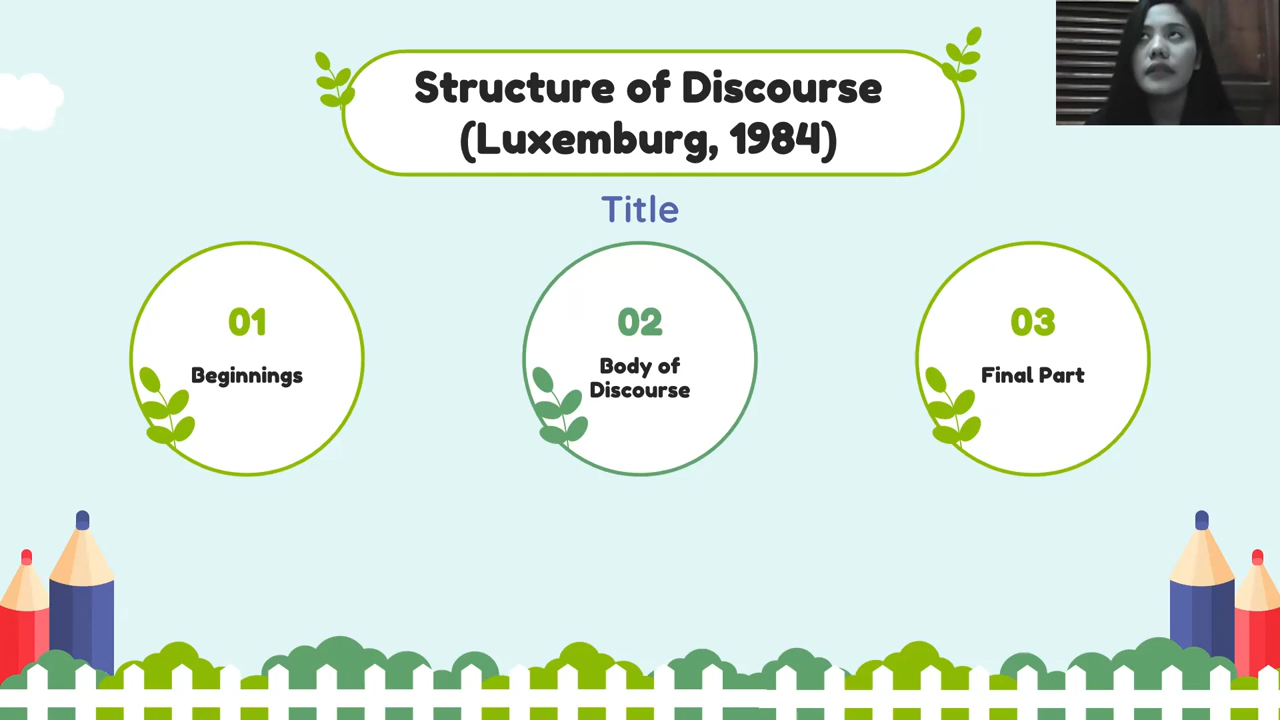 Structure of Discourse
(Luxemburg, 1984)
Title
01
Beginnings
02
Body of
Discourse
03
Final Part